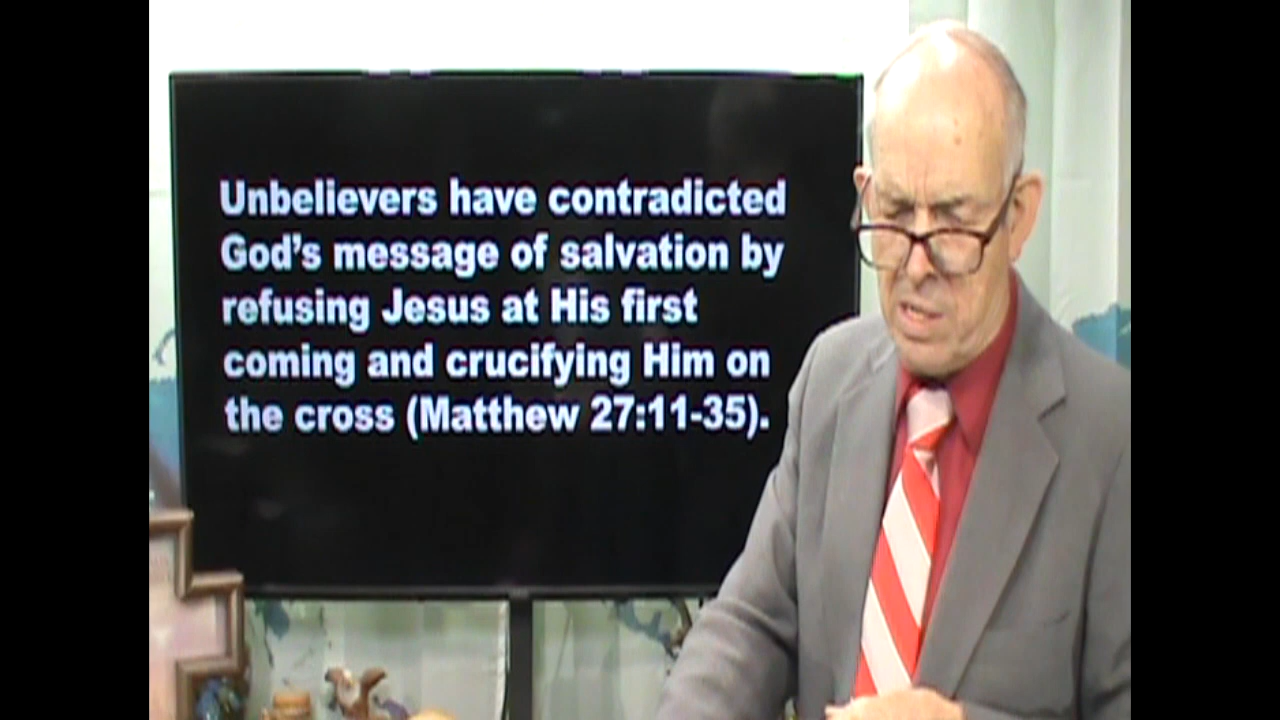 Unbelievers have contradicted
God's message of salvation by
refusing Jesus at His first
coming and crucifying Him on
the cross (Matthew 27:11-35).